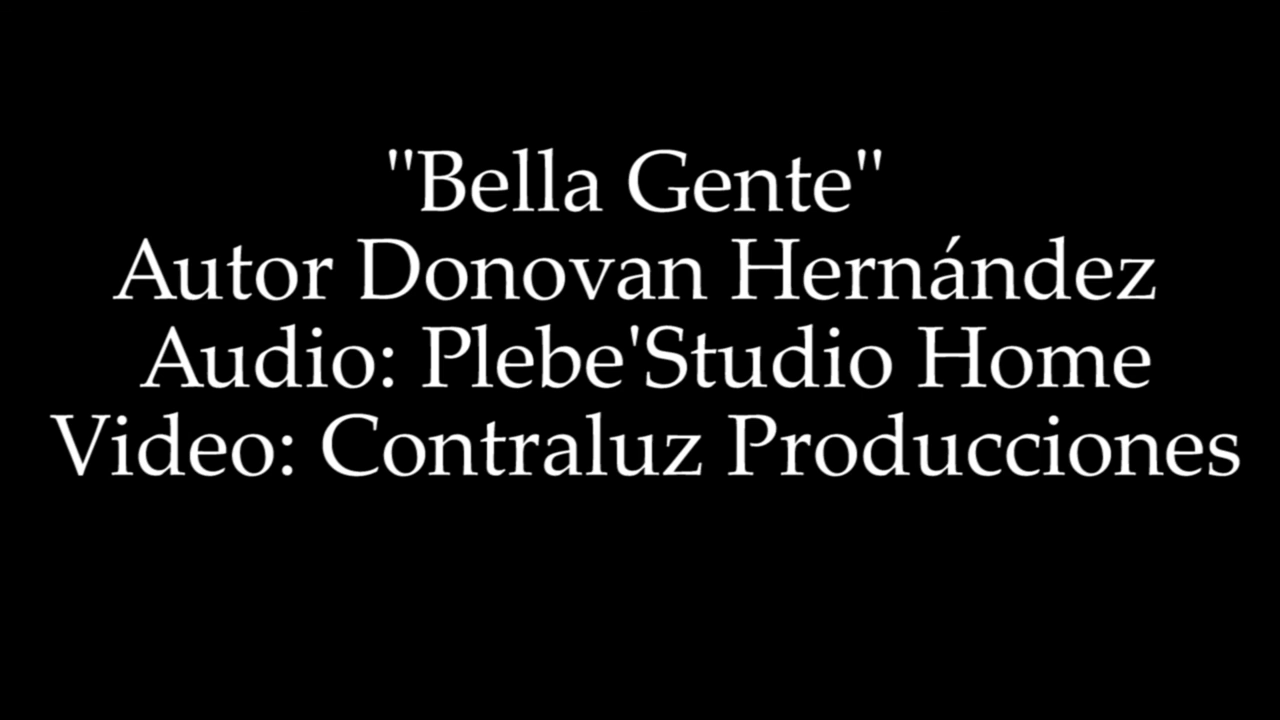 "Bella Gente"
Autor Donovan Hernández
Audio: Plebe'Studio Home
Video: Contraluz Producciones